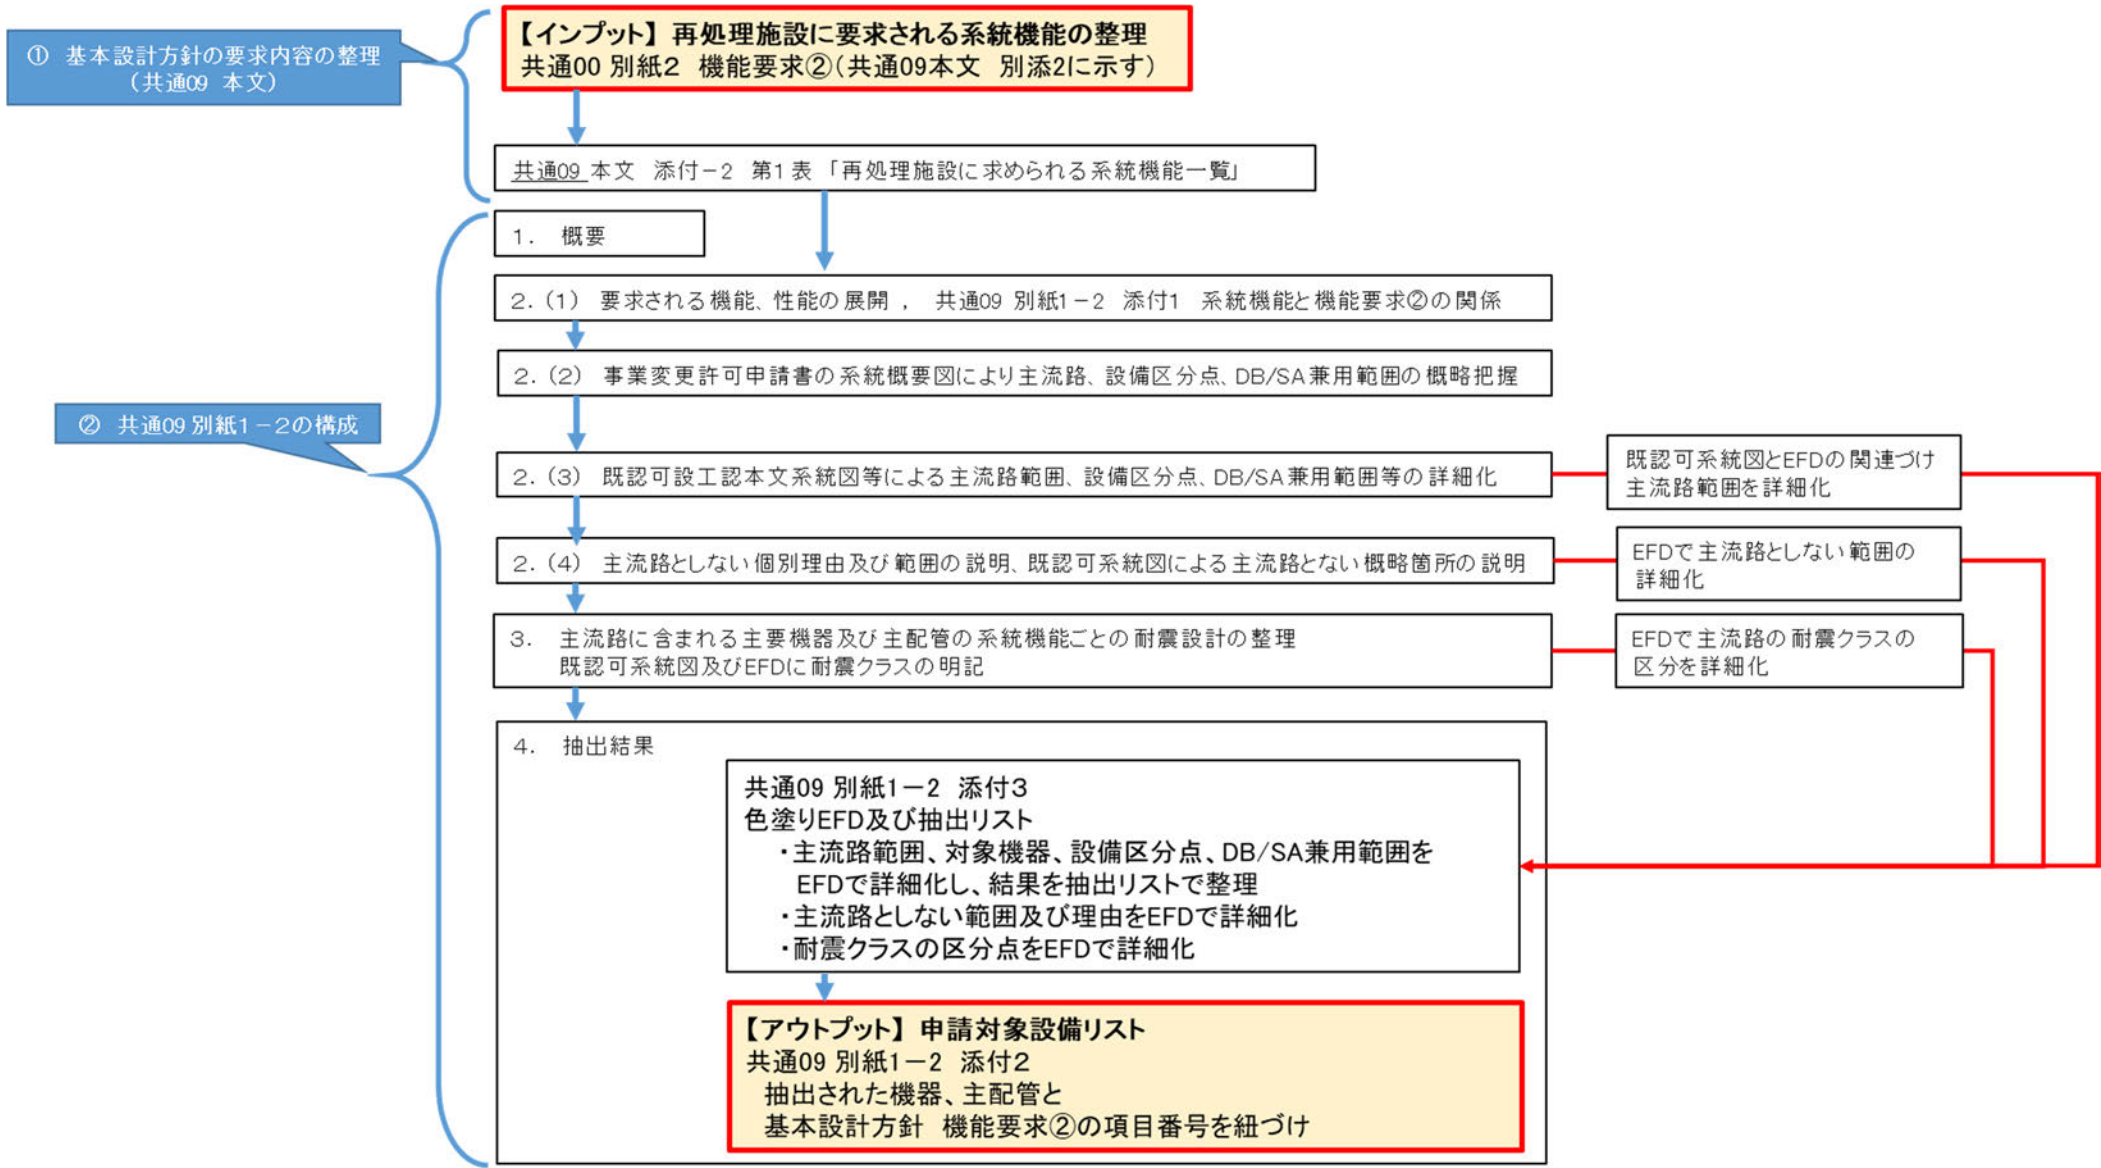 ① 基本設計方針の要求内容の整理
（共通09 本文）
【インプット】再処理施設に要求される系統機能の整理
共通00 別紙2 機能要求②（共通09本文 別添2に示す）
共通09 本文 添付－2 第1表 「再処理施設に求められる系統機能一覧」
1. 概要
2.（1） 要求される機能、性能の展開 ， 共通09 別紙1－2 添付1 系統機能と機能要求②の関係
2.（2） 事業変更許可申請書の系統概要図により主流路、設備区分点、DB/SA兼用範囲の概略把握
② 共通09 別紙1－2の構成
2.（3） 既認可設工認本文系統図等による主流路範囲、設備区分点、DB/SA兼用範囲等の詳細化
既認可系統図とEFDの関連づけ
主流路範囲を詳細化
2.（4） 主流路としない個別理由及び範囲の説明、既認可系統図による主流路とない概略箇所の説明
EFDで主流路としない範囲の
詳細化
3. 主流路に含まれる主要機器及び主配管の系統機能ごとの耐震設計の整理
既認可系統図及びEFDに耐震クラスの明記
EFDで主流路の耐震クラスの
区分を詳細化
4. 抽出結果
共通09 別紙1－2 添付3
色塗りEFD及び抽出リスト
・主流路範囲、対象機器、設備区分点、DB/SA兼用範囲を
EFDで詳細化し、結果を抽出リストで整理
・主流路としない範囲及び理由をEFDで詳細化
・耐震クラスの区分点をEFDで詳細化
【アウトプット】申請対象設備リスト
共通09 別紙1－2 添付2
抽出された機器、主配管と
基本設計方針 機能要求②の項目番号を紐づけ